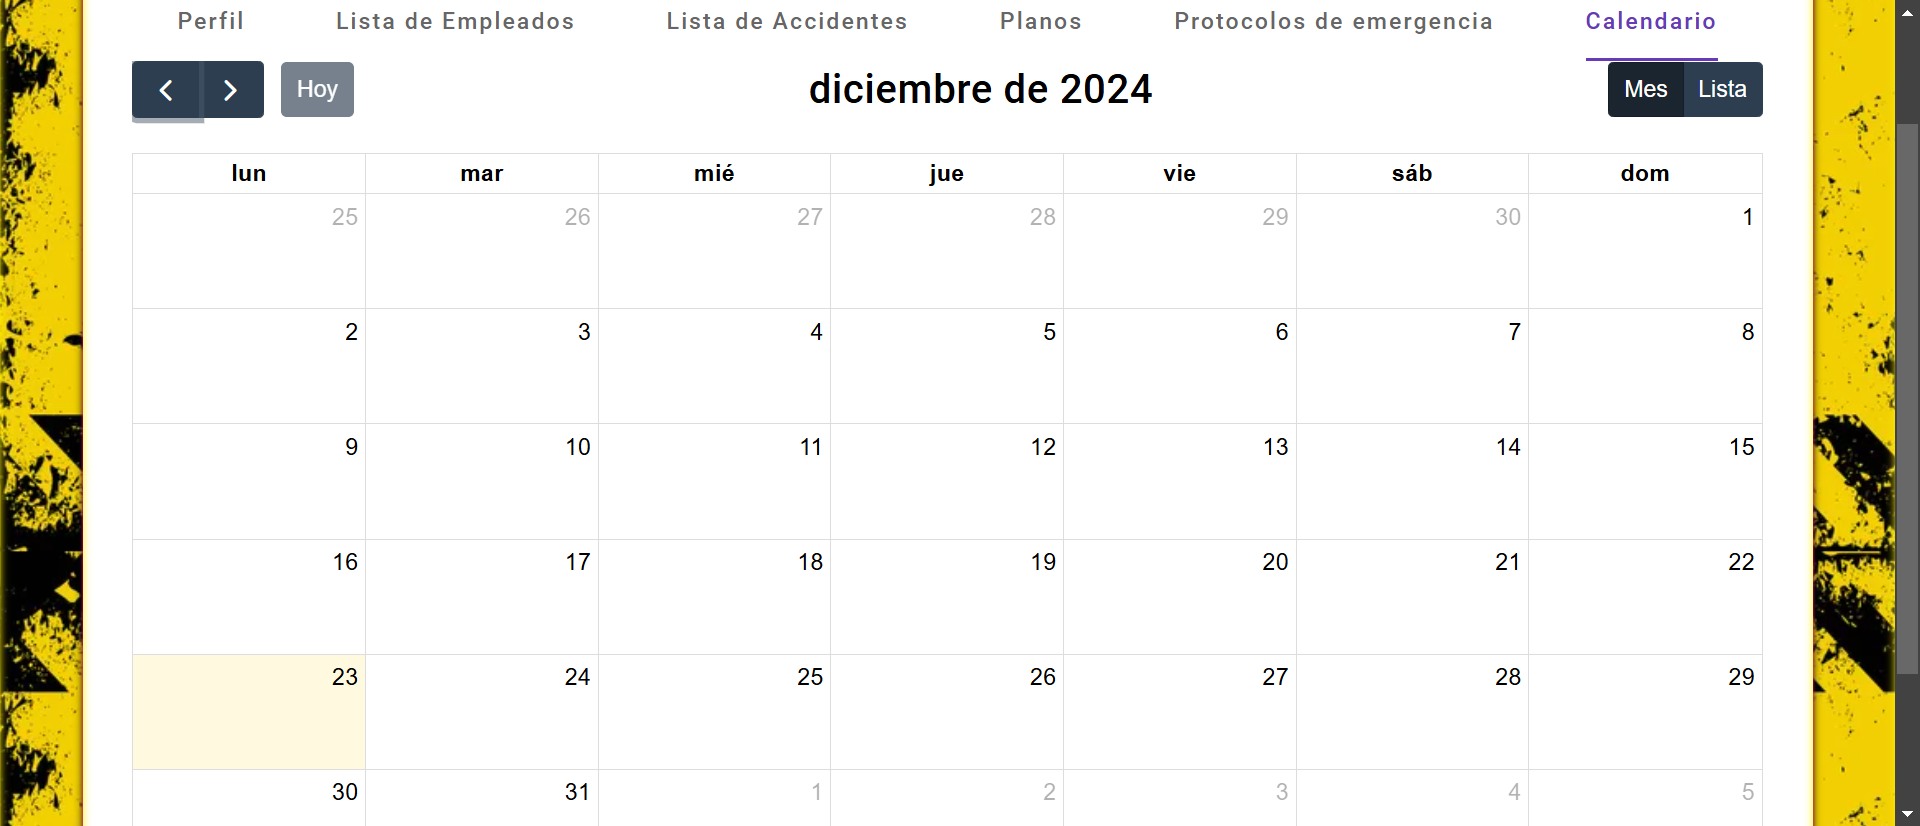 Perfil Lista de Empleados Lista de Accidentes Planos Protocolos de emergencia Calendario
Hoy diciembre de 2024 Mes Lista
lun mar mié jue vie sáb dom
25 26 27 28 29 30 1
2 3 4 5 6 7 8
9 10 11 12 13 14 15
16 17 18 19 20 21 22
23 24 25 26 27 28 29
30 31 1 2 3 4 5